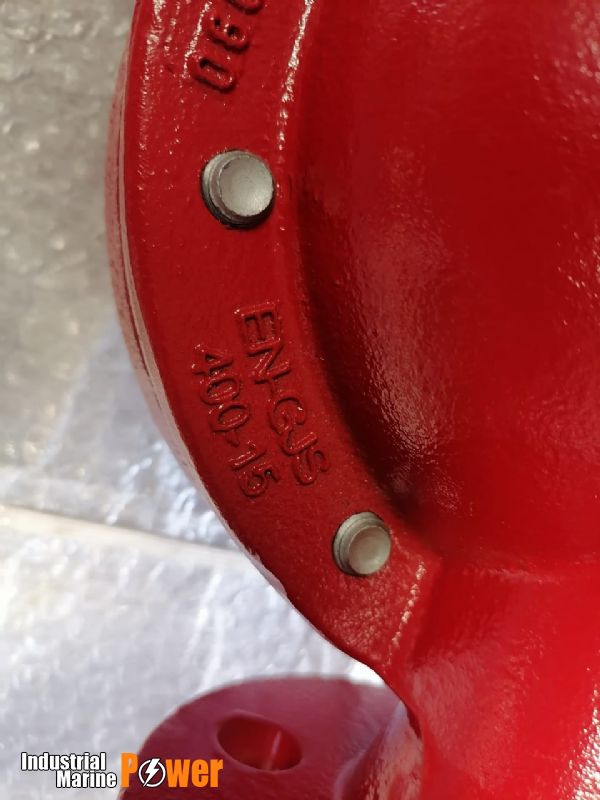 EN-GJS
400-15
Industrial
Marine
Power